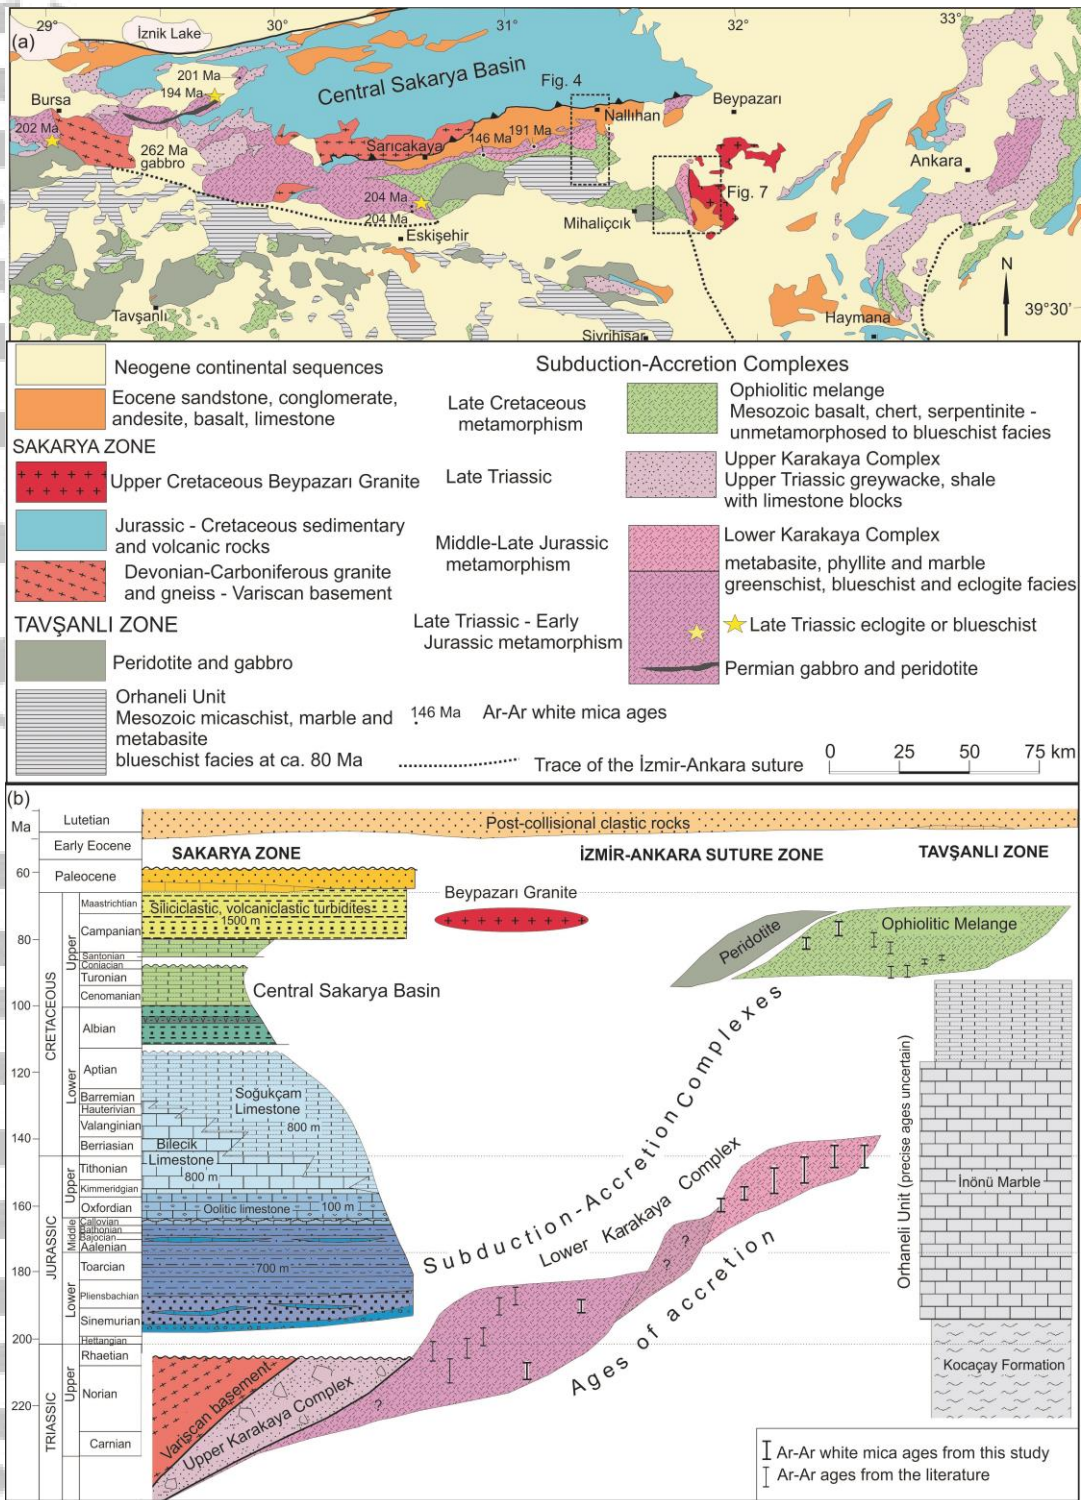 29°
30°
31°
32°
33°
(a)
İznik Lake
201 Ma
194 Ma
Central Sakarya Basin
Fig. 4
Bursa
Beypazarı
Nallıhan
202 Ma
191 Ma
146 Ma
262 Ma
gabbro
Sarıcakaya
Ankara
Fig. 7
204 Ma
204 Ma
Mihalıççık
Eskişehir
N
Tavşanlı
39°30'
Haymana
Sivrihisar
Neogene continental sequences
Eocene sandstone, conglomerate,
andesite, basalt, limestone
SAKARYA ZONE
Upper Cretaceous Beypazarı Granite
Jurassic - Cretaceous sedimentary
and volcanic rocks
Devonian-Carboniferous granite
and gneiss - Variscan basement
TAVŞANLI ZONE
Peridotite and gabbro
Orhaneli Unit
Mesozoic micaschist, marble and
metabasite
blueschist facies at ca. 80 Ma
Subduction-Accretion Complexes
Late Cretaceous
metamorphism
Ophiolitic melange
Mesozoic basalt, chert, serpentinite -
unmetamorphosed to blueschist facies
Late Triassic
Upper Karakaya Complex
Upper Triassic greywacke, shale
with limestone blocks
Middle-Late Jurassic
metamorphism
Lower Karakaya Complex
metabasite, phyllite and marble
greenschist, blueschist and eclogite facies
Late Triassic - Early
Jurassic metamorphism
Late Triassic eclogite or blueschist
Permian gabbro and peridotite
146 Ma Ar-Ar white mica ages
Trace of the İzmir-Ankara suture
0 25 50 75 km
(b)
Ma
Lutetian
Post-collisional clastic rocks
Early Eocene
SAKARYA ZONE
İZMİR-ANKARA SUTURE ZONE
TAVŞANLI ZONE
60
Paleocene
Beypazarı Granite
Maastrichtian
Siliciclastic, volcaniclastic turbidites
1500 m
Campanian
Peridotite
Ophiolitic Melange
80
Santonian
Coniacian
Turonian
Cenomanian
Central Sakarya Basin
100
Albian
Aptian
120
Barremian
Hauterivian
Valanginian
Berriasian
Soğukçam
Limestone
800 m
Bilecik
Limestone
800 m
140
Tithonian
Kimmeridgian
Oxfordian
Oolitic limestone
100 m
160
Callovian
Bathonian
Bajocian
Aalenian
Toarcian
700 m
180
Pliensbachian
Sinemurian
200
Hettangian
Rhaetian
Norian
220
Carnian
Upper
Lower
CRETACEOUS
Upper
Middle
Lower
JURASSIC
Upper
TRIASSIC
Variscan basement
Upper Karakaya Complex
?
?
?
Subduction-Accretion Complexes
Lower Karakaya Complex
Ages of accretion
Orhaneli Unit (precise ages uncertain)
İnönü Marble
Kocaçay Formation
Ar-Ar white mica ages from this study
Ar-Ar ages from the literature